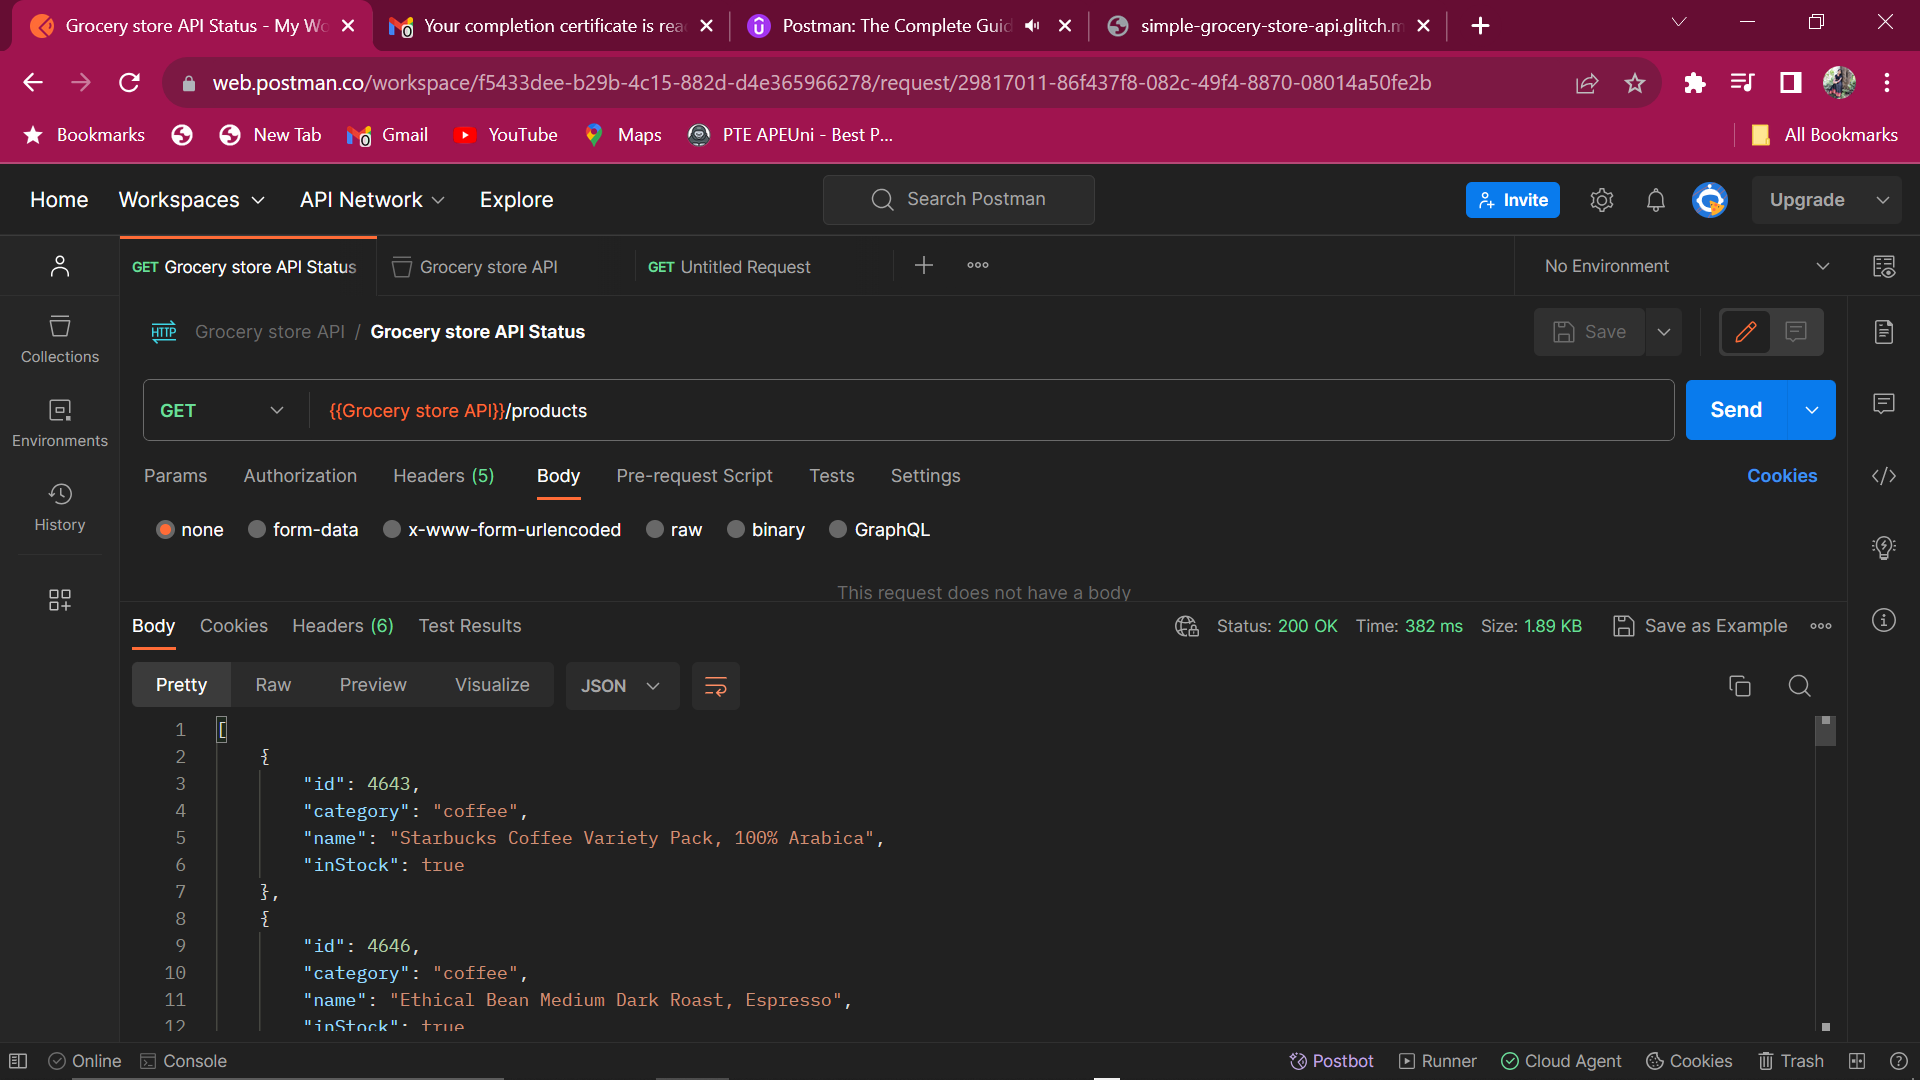 Grocery store API Status - My Wo
Your completion certificate is rea
Postman: The Complete Guid
simple-grocery-store-api.glitch.m
web.postman.co/workspace/f5433dee-b29b-4c15-882d-d4e365966278/request/29817011-86f437f8-082c-49f4-8870-08014a50fe2b
Bookmarks New Tab Gmail YouTube Maps PTE APEUni - Best P... All Bookmarks
Home Workspaces API Network Explore Search Postman Invite Upgrade
GET Grocery store API Status Grocery store API GET Untitled Request No Environment
HTTP Grocery store API / Grocery store API Status Save
Collections
GET {{Grocery store API}}/products Send
Environments
Params Authorization Headers (5) Body Pre-request Script Tests Settings Cookies
History
none form-data x-www-form-urlencoded raw binary GraphQL
This request does not have a body
Body Cookies Headers (6) Test Results Status: 200 OK Time: 382 ms Size: 1.89 KB Save as Example
Pretty Raw Preview Visualize JSON
1 [
2 {
3 "id": 4643,
4 "category": "coffee",
5 "name": "Starbucks Coffee Variety Pack, 100% Arabica",
6 "inStock": true
7 },
8 {
9 "id": 4646,
10 "category": "coffee",
11 "name": "Ethical Bean Medium Dark Roast, Espresso",
12 "inStock": true
Online Console Postbot Runner Cloud Agent Cookies Trash